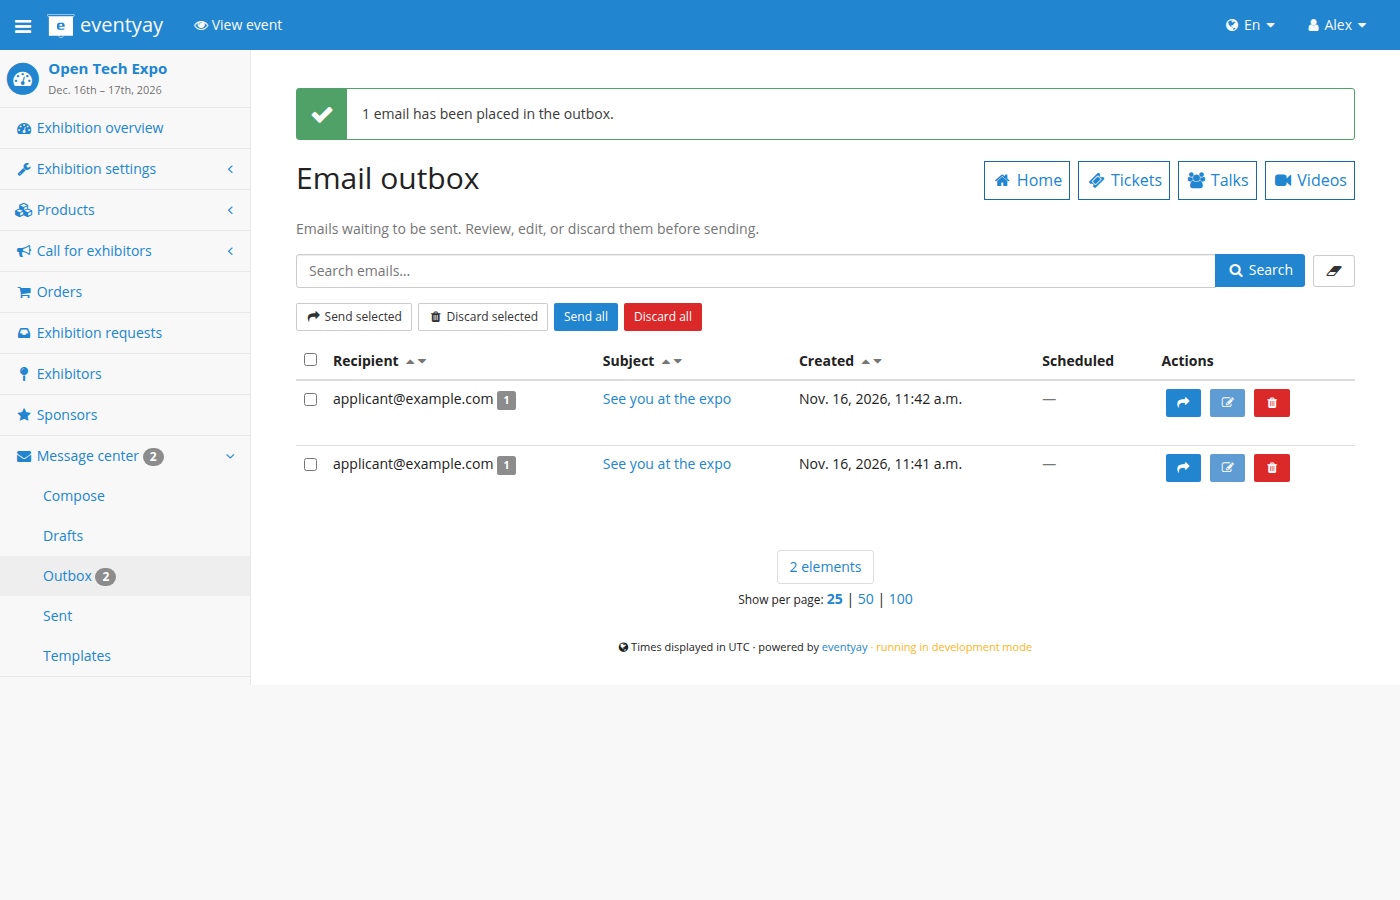 eventyay
View event
En
Alex
Open Tech Expo
Dec. 16th – 17th, 2026
Exhibition overview
Exhibition settings
Products
Call for exhibitors
Orders
Exhibition requests
Exhibitors
Sponsors
Message center 2
Compose
Drafts
Outbox 2
Sent
Templates
1 email has been placed in the outbox.
Email outbox
Home
Tickets
Talks
Videos
Emails waiting to be sent. Review, edit, or discard them before sending.
Search emails...
Search
Send selected
Discard selected
Send all
Discard all
Recipient Subject Created Scheduled Actions
applicant@example.com 1 See you at the expo Nov. 16, 2026, 11:42 a.m. —
applicant@example.com 1 See you at the expo Nov. 16, 2026, 11:41 a.m. —
2 elements
Show per page: 25 | 50 | 100
Times displayed in UTC · powered by eventyay · running in development mode